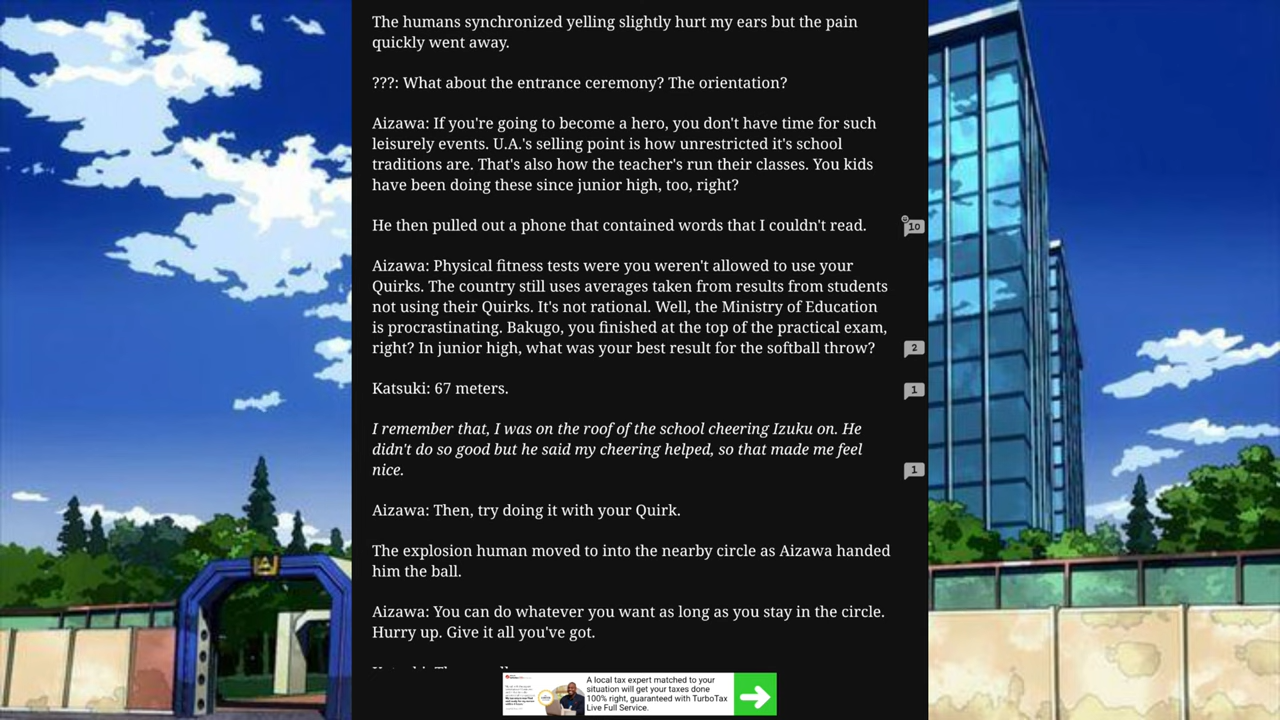 The humans synchronized yelling slightly hurt my ears but the pain
quickly went away.
???: What about the entrance ceremony? The orientation?
Aizawa: If you're going to become a hero, you don't have time for such
leisurely events. U.A.'s selling point is how unrestricted it's school
traditions are. That's also how the teacher's run their classes. You kids
have been doing these since junior high, too, right?
He then pulled out a phone that contained words that I couldn't read.
10
Aizawa: Physical fitness tests were you weren't allowed to use your
Quirks. The country still uses averages taken from results from students
not using their Quirks. It's not rational. Well, the Ministry of Education
is procrastinating. Bakugo, you finished at the top of the practical exam,
right? In junior high, what was your best result for the softball throw?
2
Katsuki: 67 meters.
1
I remember that, I was on the roof of the school cheering Izuku on. He
didn't do so good but he said my cheering helped, so that made me feel
nice.
1
Aizawa: Then, try doing it with your Quirk.
The explosion human moved to into the nearby circle as Aizawa handed
him the ball.
Aizawa: You can do whatever you want as long as you stay in the circle.
Hurry up. Give it all you've got.
A local tax expert matched to your
situation will get your taxes done
100% right, guaranteed with TurboTax
Live Full Service.